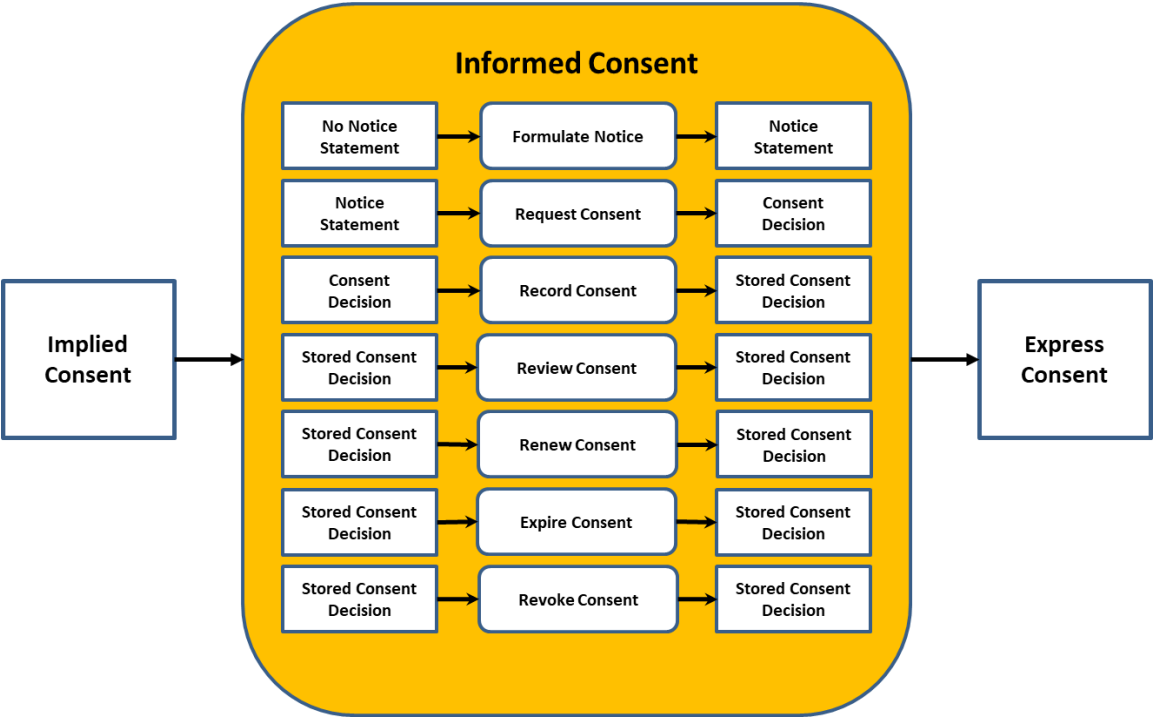 Informed Consent
No Notice
Statement
Formulate Notice
Notice
Statement
Notice
Statement
Request Consent
Consent
Decision
Consent
Decision
Record Consent
Stored Consent
Decision
Stored Consent
Decision
Review Consent
Stored Consent
Decision
Stored Consent
Decision
Renew Consent
Stored Consent
Decision
Stored Consent
Decision
Expire Consent
Stored Consent
Decision
Stored Consent
Decision
Revoke Consent
Stored Consent
Decision
Implied
Consent
Express
Consent